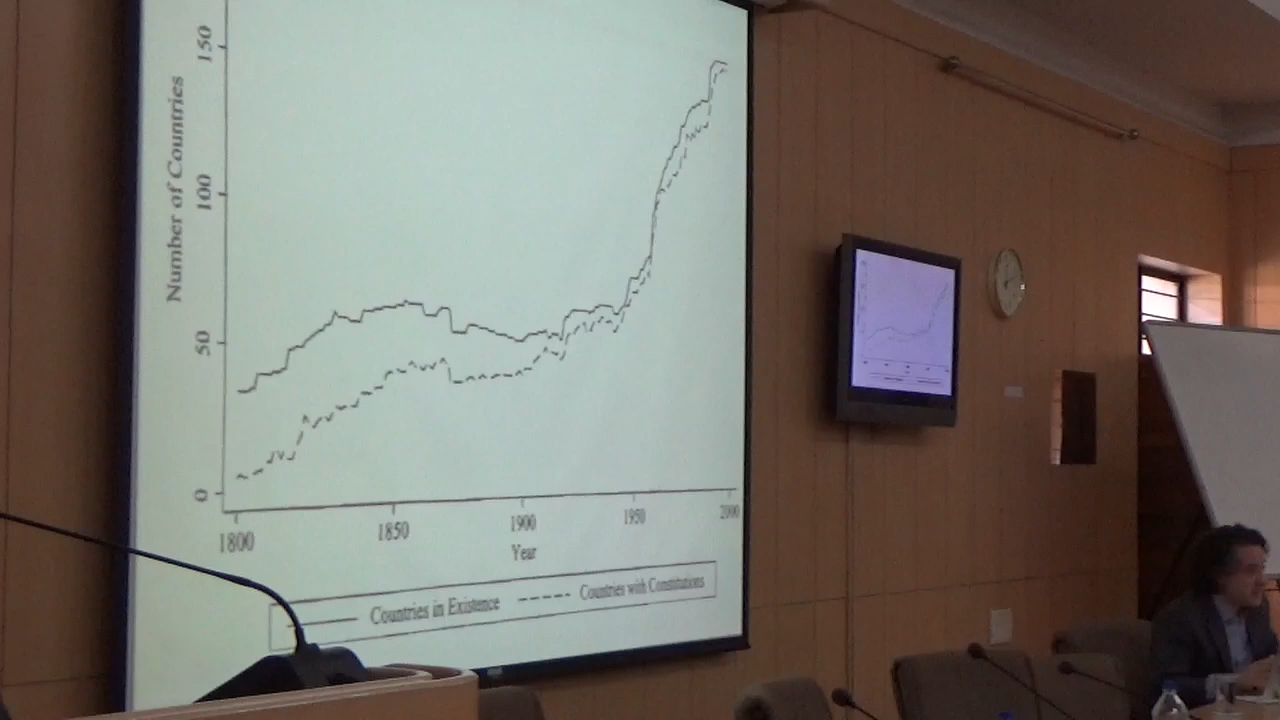 150
100
50
0
Number of Countries
1800 1850 1900 1950 2000
Year
Countries in Existence Countries with Constitutions